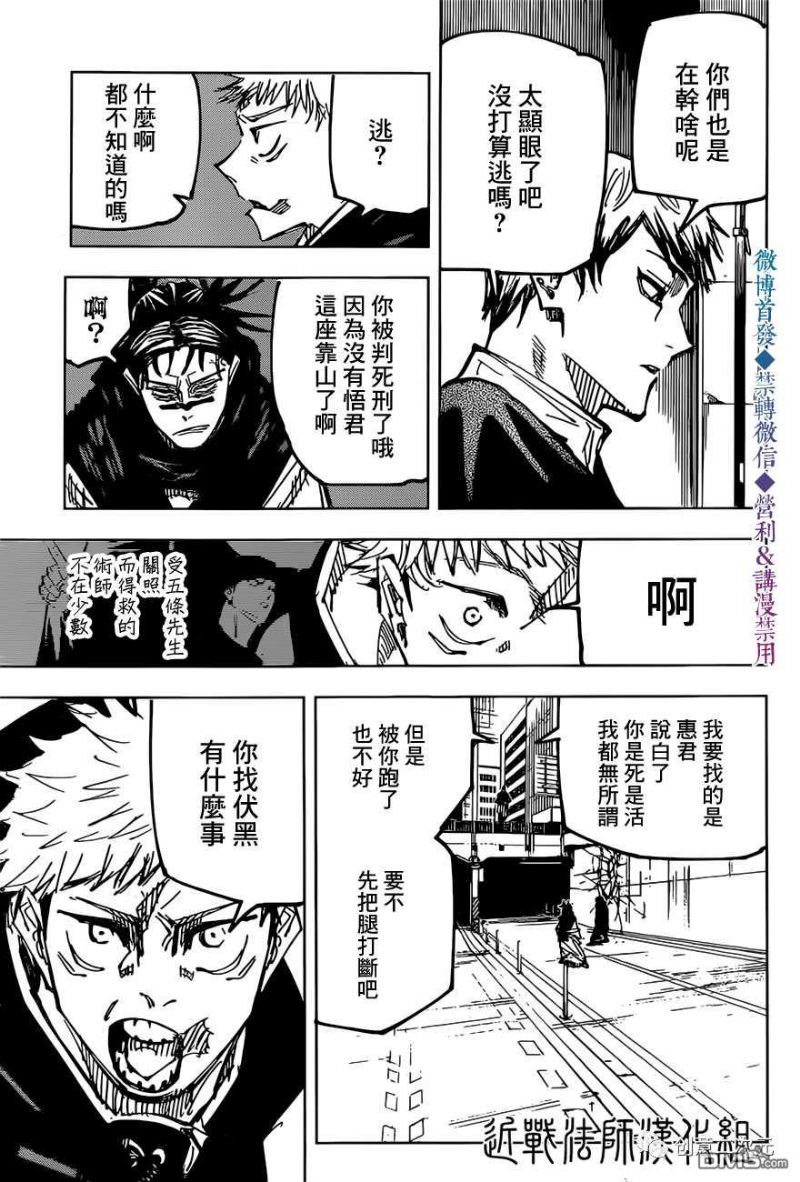 你們也是
在幹啥呢
太顯眼了吧
沒打算逃嗎？
逃？
什麼啊
都不知道的嗎
你被判死刑了哦
因為沒有悟君
這座靠山了啊
啊？
啊
受五條先生
關照
而得救的
術師
不在少數
我要找的是
惠君
說白了
你是死是活
我都無所謂
但是
被你跑了
也不好
要不
先把腿打斷吧
你找伏黑
有什麼事
微博首發◆禁轉微信◆營利&講漫禁用
近戰法師漢化組